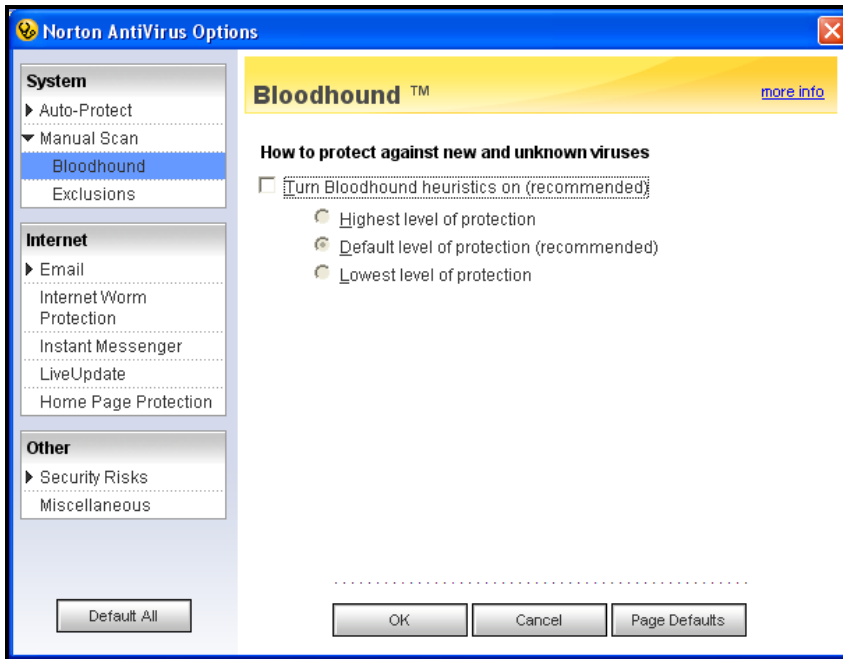 Norton AntiVirus Options
System
Auto-Protect
Manual Scan
Bloodhound
Exclusions
Internet
Email
Internet Worm
Protection
Instant Messenger
LiveUpdate
Home Page Protection
Other
Security Risks
Miscellaneous
Default All
Bloodhound ™
more info
How to protect against new and unknown viruses
Turn Bloodhound heuristics on (recommended)
Highest level of protection
Default level of protection (recommended)
Lowest level of protection
OK
Cancel
Page Defaults